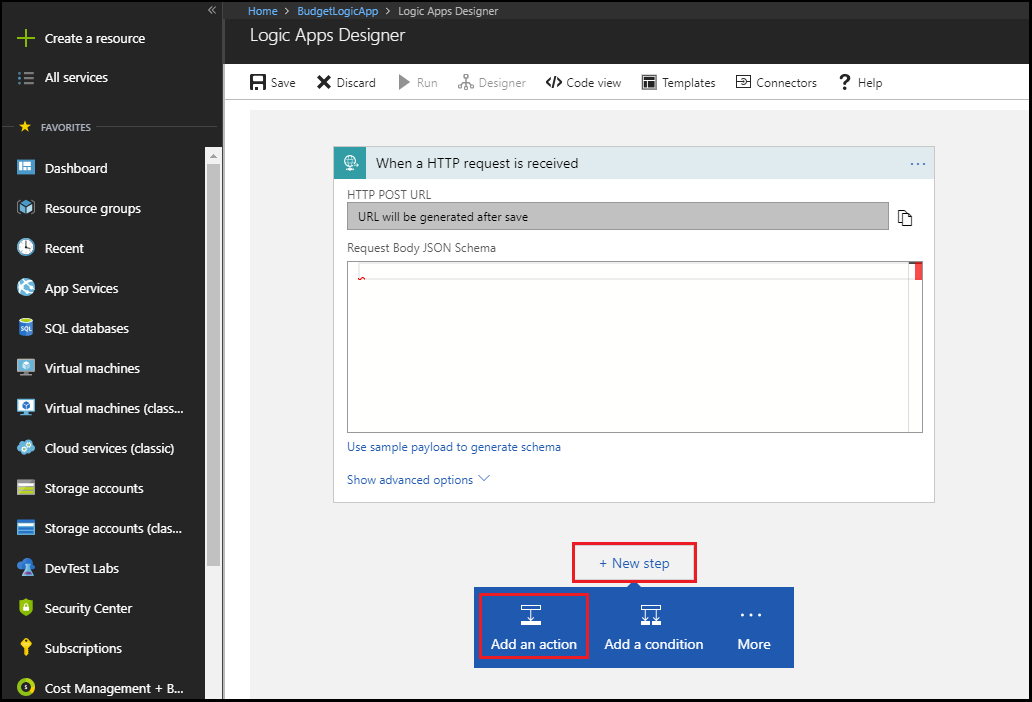 Home > BudgetLogicApp > Logic Apps Designer
Logic Apps Designer
Create a resource
All services
FAVORITES
Dashboard
Resource groups
Recent
App Services
SQL databases
Virtual machines
Virtual machines (class...
Cloud services (classic)
Storage accounts
Storage accounts (clas...
DevTest Labs
Security Center
Subscriptions
Cost Management + B...
Save Discard Run Designer Code view Templates Connectors Help
When a HTTP request is received
HTTP POST URL
URL will be generated after save
Request Body JSON Schema
Use sample payload to generate schema
Show advanced options
+ New step
Add an action Add a condition More